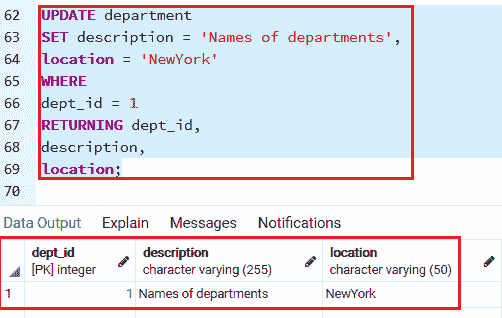 62 UPDATE department
63 SET description = 'Names of departments',
64 location = 'NewYork'
65 WHERE
66 dept_id = 1
67 RETURNING dept_id,
68 description,
69 location;
70
Data Output Explain Messages Notifications
dept_id description location
[PK] integer character varying (255) character varying (50)
1 1 Names of departments NewYork